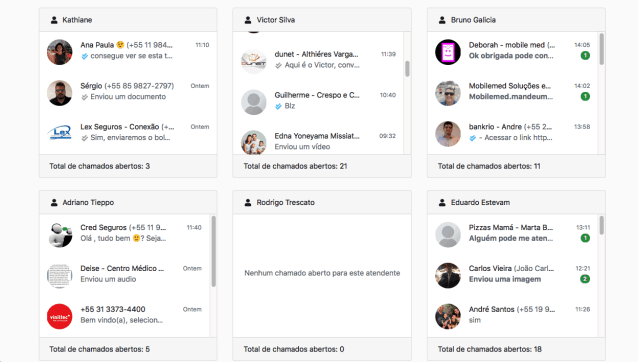 Kathiane
Ana Paula 😕 (+55 11 984... 11:10
consegue ver se esta t...
Sérgio (+55 85 9827-2797) Ontem
Enviou um documento
Lex Seguros - Conexão (+... Ontem
Sim, enviaremos o bol...
Total de chamados abertos: 3
Victor Silva
dunet - Althiéres Varga... 11:39
Aqui é o Victor, conv...
Guilherme - Crespo e C... 10:40
Blz
Edna Yoneyama Missiat... 09:32
Enviou um vídeo
Total de chamados abertos: 21
Bruno Galicia
Deborah - mobile med (... 14:05
Ok obrigada pode con... 1
Mobilemed Soluções e... 14:02
Mobilemed.mandeum... 1
bankrio - Andre (+55 2... 13:58
- Acessar o link http...
Total de chamados abertos: 11
Adriano Tieppo
Cred Seguros (+55 11 9... 11:40
Olá , tudo bem 🙂? Seja...
Deise - Centro Médico ... Ontem
Enviou um audio
+55 31 3373-4400 Ontem
Bem vindo(a), selecion...
Total de chamados abertos: 5
Rodrigo Trescato
Nenhum chamado aberto para este atendente
Total de chamados abertos: 0
Eduardo Estevam
Pizzas Mamá - Marta B... 13:11
Alguém pode me aten... 1
Carlos Vieira (João Carl... 12:21
Enviou uma imagem 2
André Santos (+55 19 9... 11:26
sim
Total de chamados abertos: 18